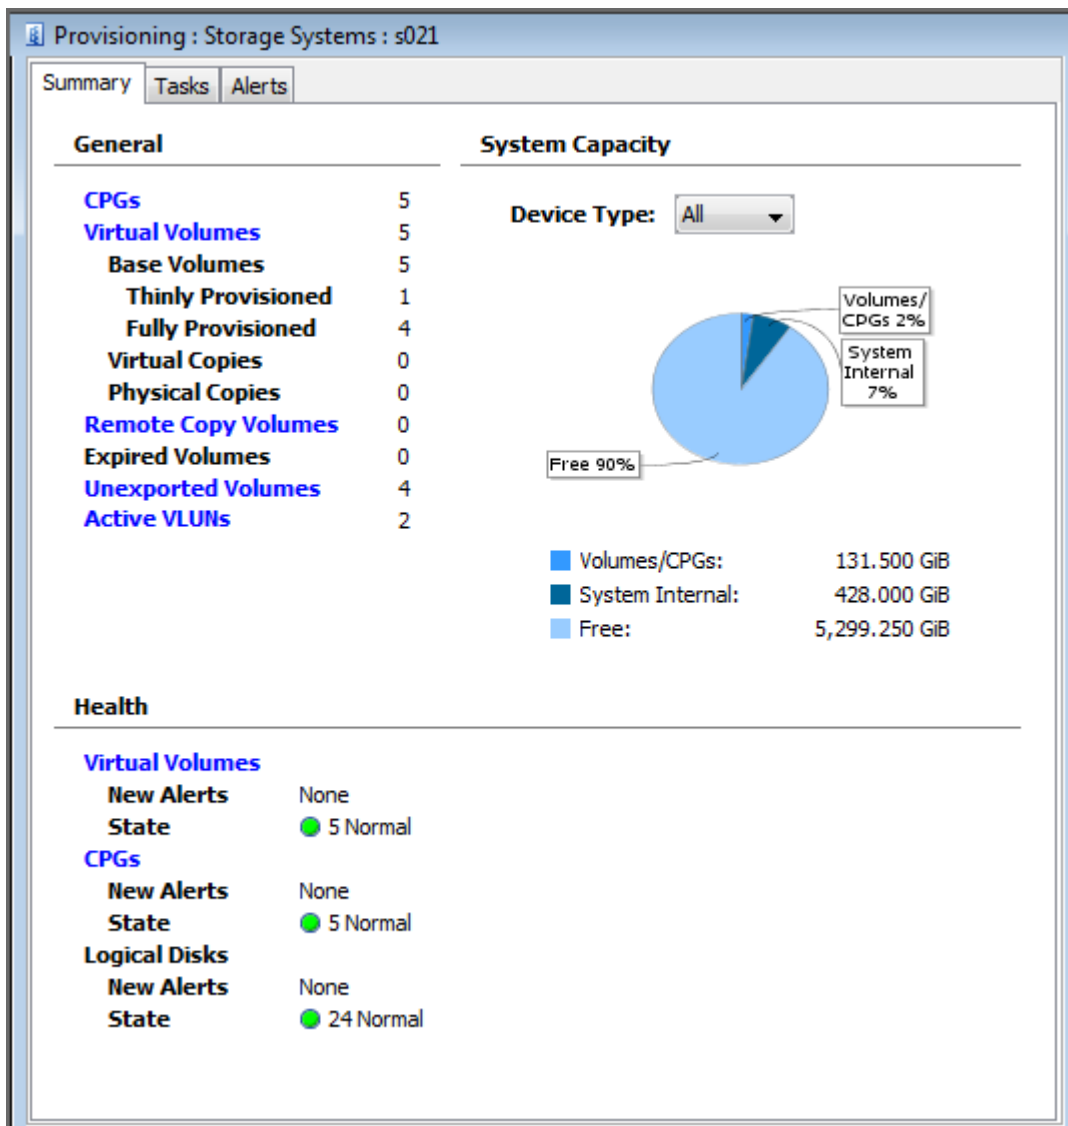 Provisioning : Storage Systems : s021
Summary Tasks Alerts
General
CPGs 5
Virtual Volumes 5
Base Volumes 5
Thinly Provisioned 1
Fully Provisioned 4
Virtual Copies 0
Physical Copies 0
Remote Copy Volumes 0
Expired Volumes 0
Unexported Volumes 4
Active VLUNs 2
System Capacity
Device Type: All
Volumes/
CPGs 2%
System
Internal
7%
Free 90%
Volumes/CPGs: 131.500 GiB
System Internal: 428.000 GiB
Free: 5,299.250 GiB
Health
Virtual Volumes
New Alerts None
State 5 Normal
CPGs
New Alerts None
State 5 Normal
Logical Disks
New Alerts None
State 24 Normal